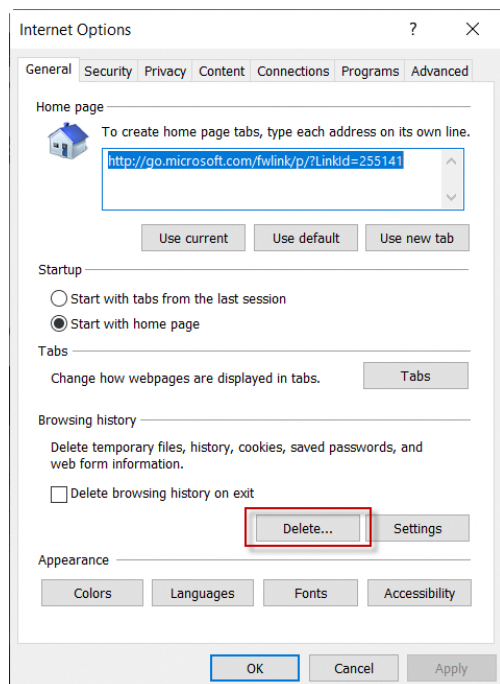 Internet Options
?
General Security Privacy Content Connections Programs Advanced
Home page
To create home page tabs, type each address on its own line.
http://go.microsoft.com/fwlink/p/?LinkId=255141
Use current Use default Use new tab
Startup
Start with tabs from the last session
Start with home page
Tabs
Change how webpages are displayed in tabs. Tabs
Browsing history
Delete temporary files, history, cookies, saved passwords, and
web form information.
Delete browsing history on exit
Delete... Settings
Appearance
Colors Languages Fonts Accessibility
OK Cancel Apply